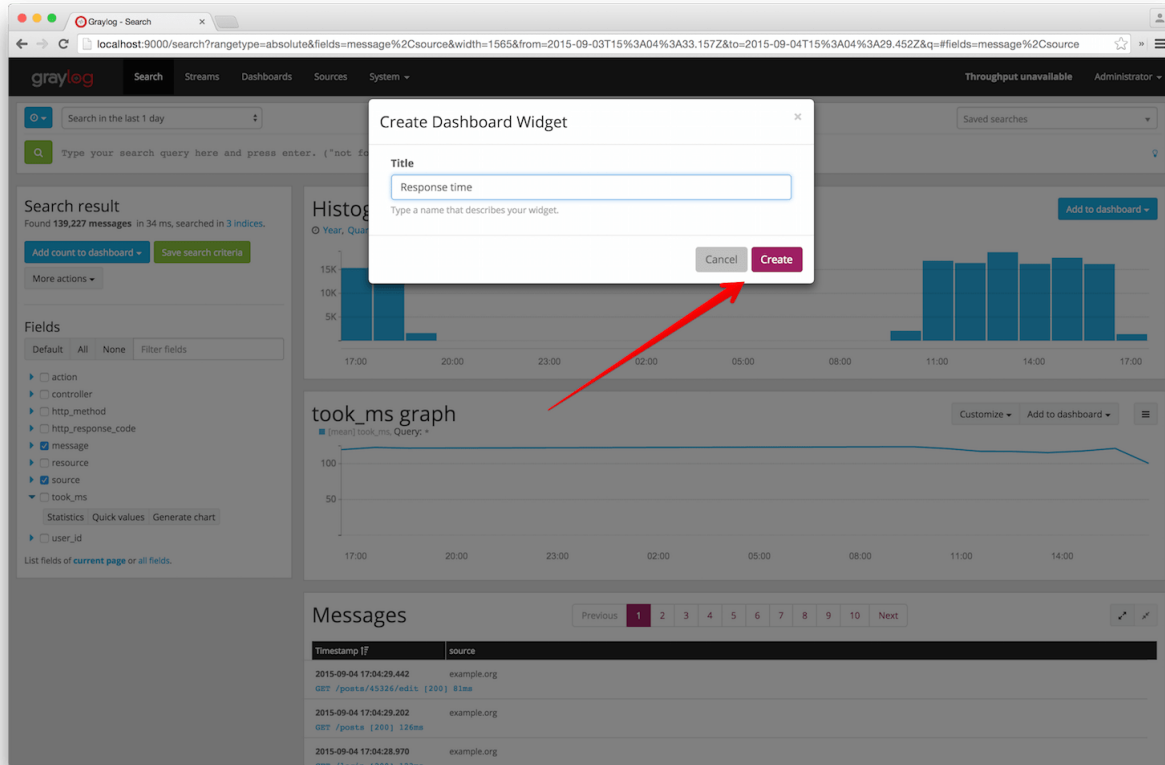 Graylog - Search
localhost:9000/search?rangetype=absolute&fields=message%2Csource&width=1565&from=2015-09-03T15%3A04%3A33.157Z&to=2015-09-04T15%3A04%3A29.452Z&q=#fields=message%2Csource
graylog Search Streams Dashboards Sources System Throughput unavailable Administrator
Search in the last 1 day
Saved searches
Type your search query here and press enter. ("not fo
Create Dashboard Widget
Title
Response time
Type a name that describes your widget.
Cancel Create
Search result
Found 139,227 messages in 34 ms, searched in 3 indices.
Add count to dashboard Save search criteria
More actions
Fields
Default All None Filter fields
action
controller
http_method
http_response_code
message
resource
source
took_ms
Statistics Quick values Generate chart
user_id
List fields of current page or all fields.
Histog
Year, Quar
Add to dashboard
15K
10K
5K
17:00 20:00 23:00 02:00 05:00 08:00 11:00 14:00 17:00
took_ms graph
[mean] took_ms, Query: *
Customize Add to dashboard
100
50
17:00 20:00 23:00 02:00 05:00 08:00 11:00 14:00
Messages
Previous 1 2 3 4 5 6 7 8 9 10 Next
Timestamp source
2015-09-04 17:04:29.442 example.org
GET /posts/45326/edit [200] 81ms
2015-09-04 17:04:29.202 example.org
GET /posts [200] 126ms
2015-09-04 17:04:28.970 example.org